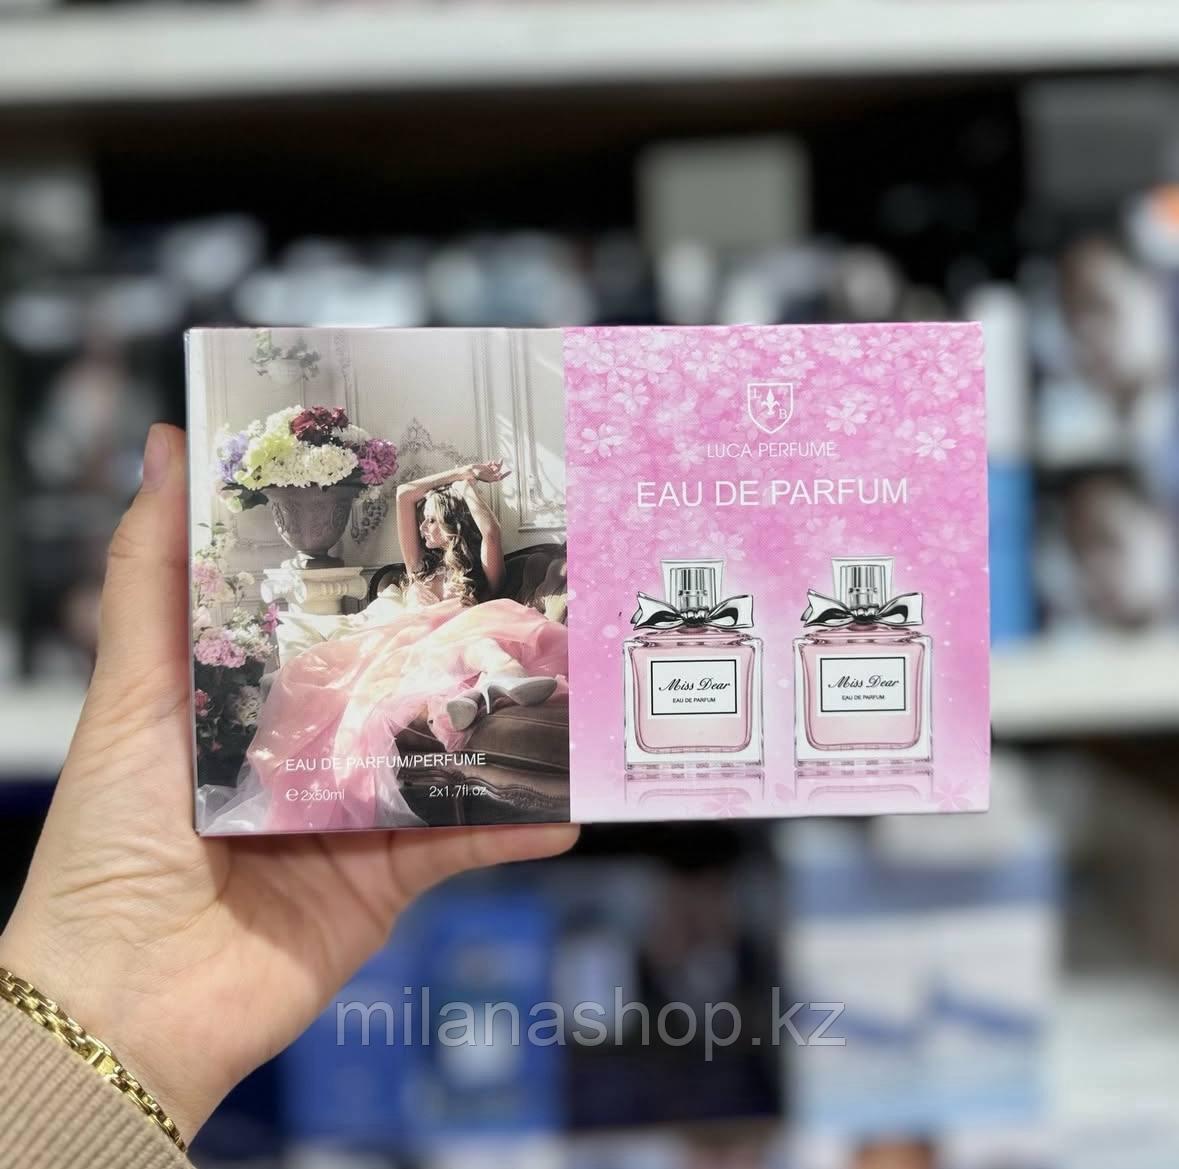 L B
LUCA PERFUME
EAU DE PARFUM
Miss Dear
EAU DE PARFUM
Miss Dear
EAU DE PARFUM
EAU DE PARFUM/PERFUME
℮2x50ml 2x1.7fl.oz
milanashop.kz